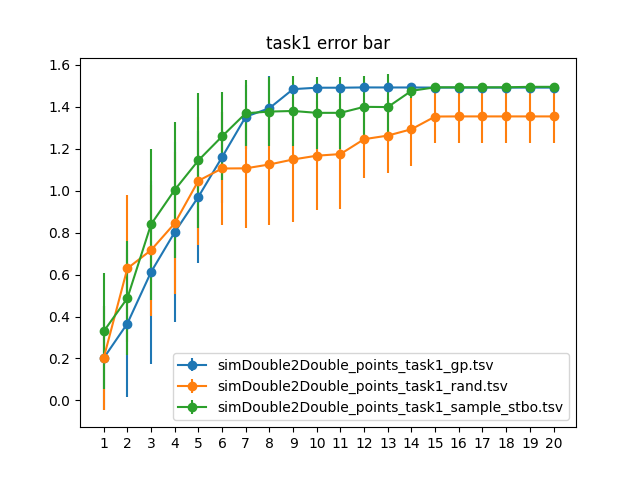 task1 error bar
1.6
1.4
1.2
1.0
0.8
0.6
0.4
0.2
0.0
simDouble2Double_points_task1_gp.tsv
simDouble2Double_points_task1_rand.tsv
simDouble2Double_points_task1_sample_stbo.tsv
1 2 3 4 5 6 7 8 9 10 11 12 13 14 15 16 17 18 19 20